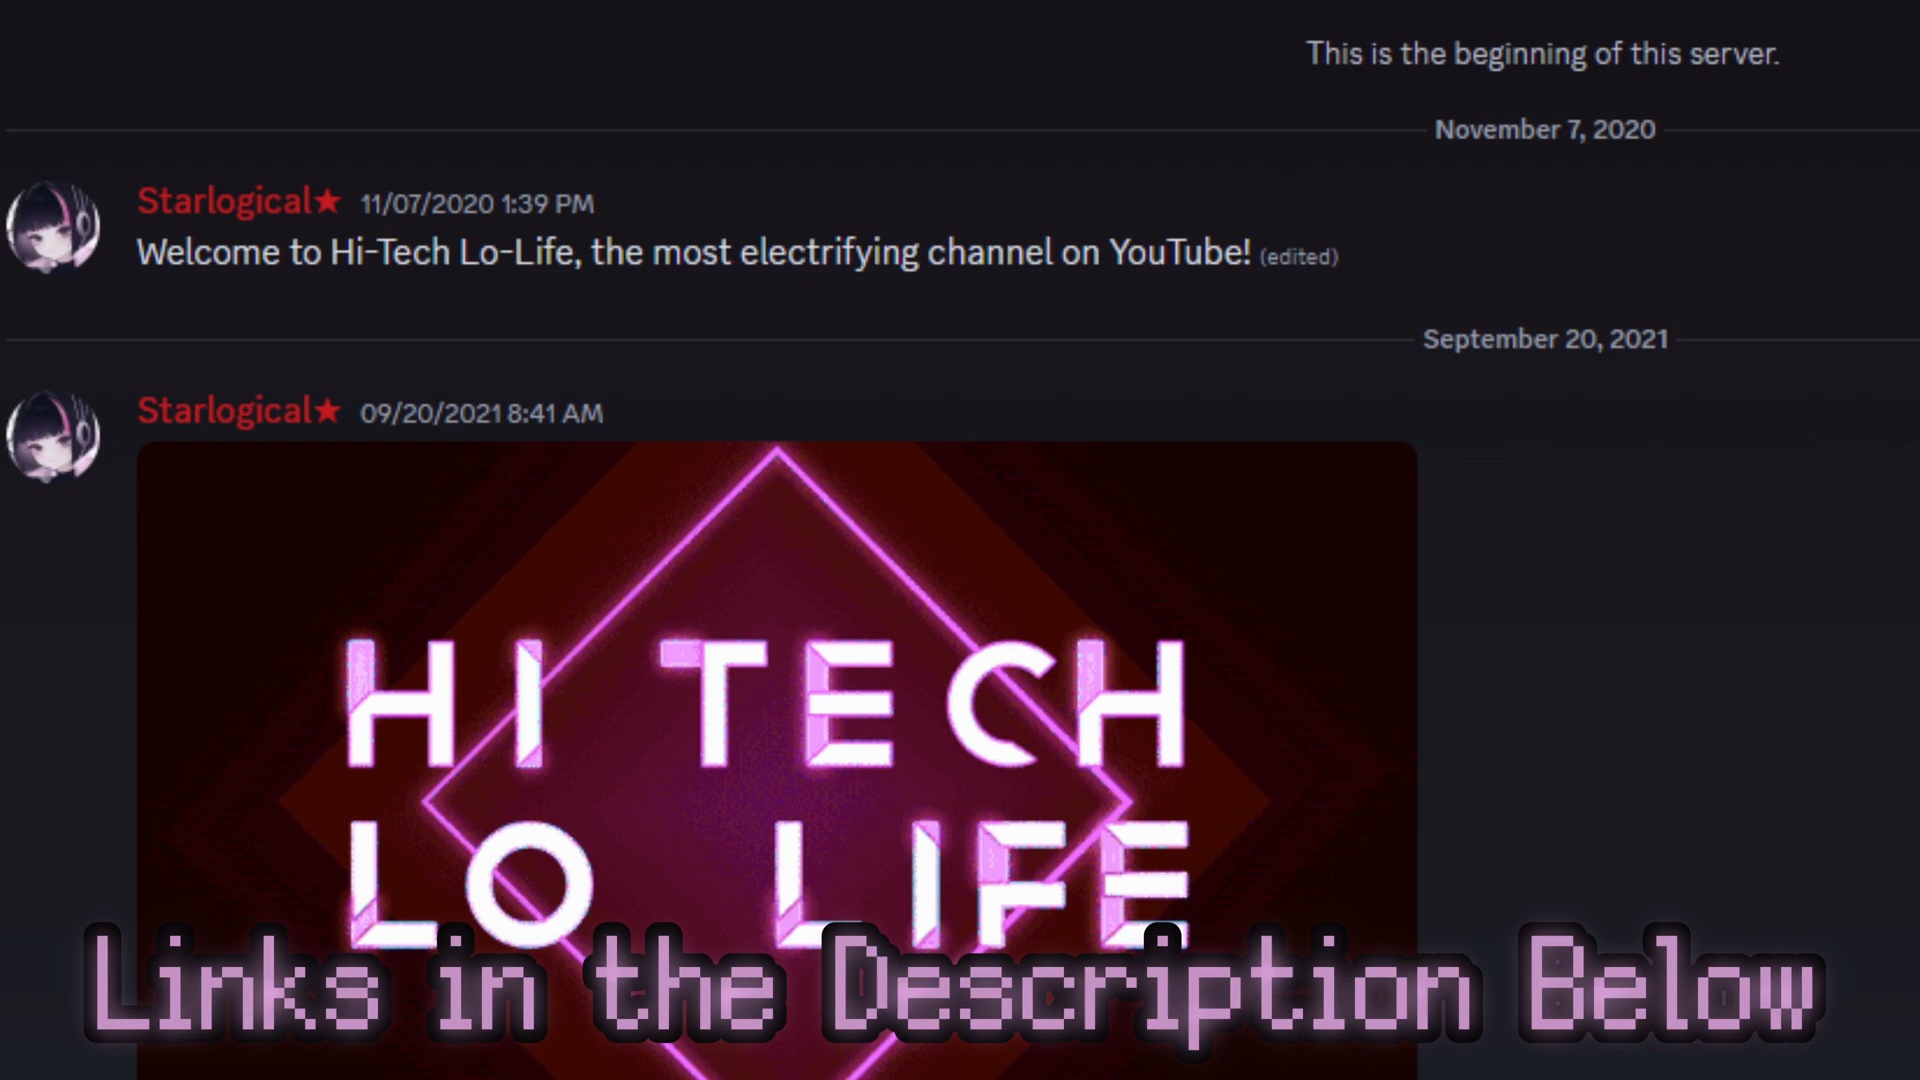 This is the beginning of this server.
November 7, 2020
Starlogical★ 11/07/2020 1:39 PM
Welcome to Hi-Tech Lo-Life, the most electrifying channel on YouTube! (edited)
September 20, 2021
Starlogical★ 09/20/2021 8:41 AM
HI TECH
LO LIFE
Links in the Description Below